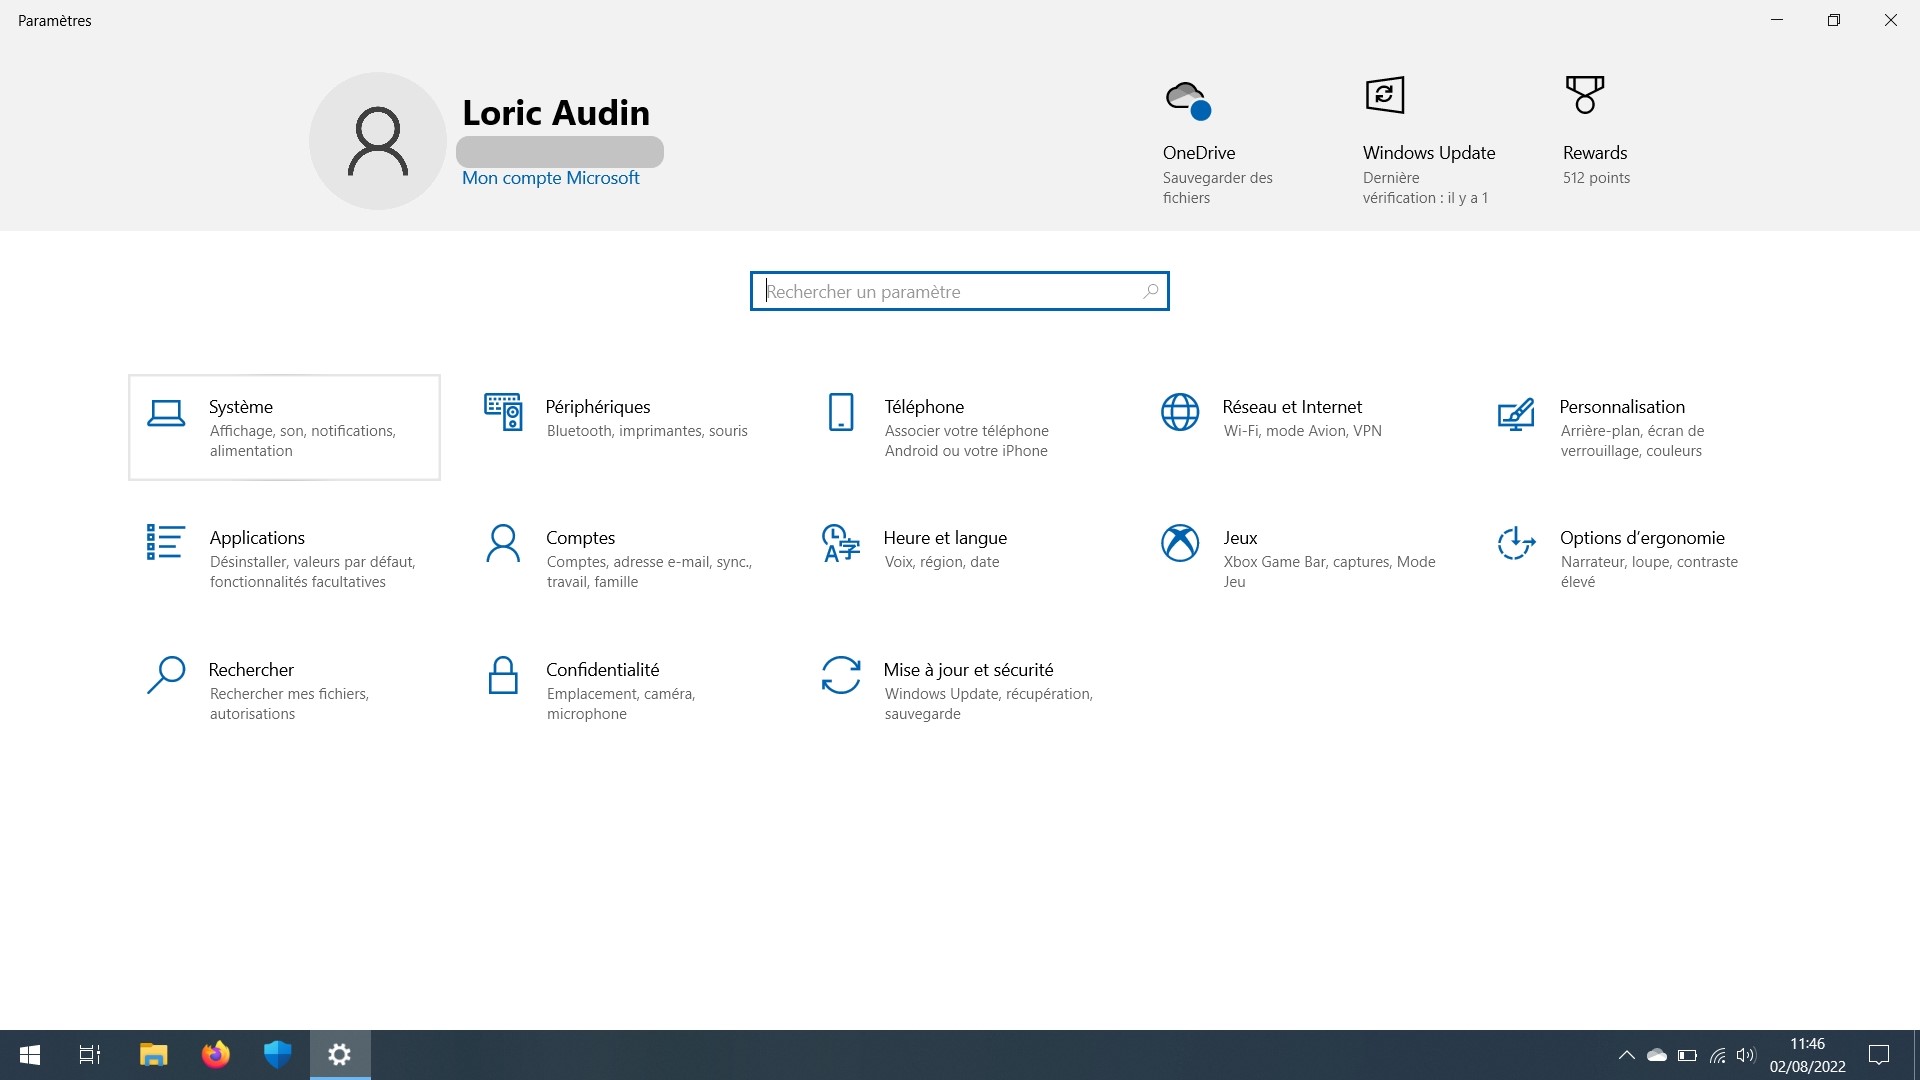 Paramètres
Loric Audin
Mon compte Microsoft
OneDrive
Sauvegarder des
fichiers
Windows Update
Dernière
vérification : il y a 1
Rewards
512 points
Rechercher un paramètre
Système
Affichage, son, notifications,
alimentation
Périphériques
Bluetooth, imprimantes, souris
Téléphone
Associer votre téléphone
Android ou votre iPhone
Réseau et Internet
Wi-Fi, mode Avion, VPN
Personnalisation
Arrière-plan, écran de
verrouillage, couleurs
Applications
Désinstaller, valeurs par défaut,
fonctionnalités facultatives
Comptes
Comptes, adresse e-mail, sync.,
travail, famille
Heure et langue
Voix, région, date
Jeux
Xbox Game Bar, captures, Mode
Jeu
Options d’ergonomie
Narrateur, loupe, contraste
élevé
Rechercher
Rechercher mes fichiers,
autorisations
Confidentialité
Emplacement, caméra,
microphone
Mise à jour et sécurité
Windows Update, récupération,
sauvegarde
11:46
02/08/2022